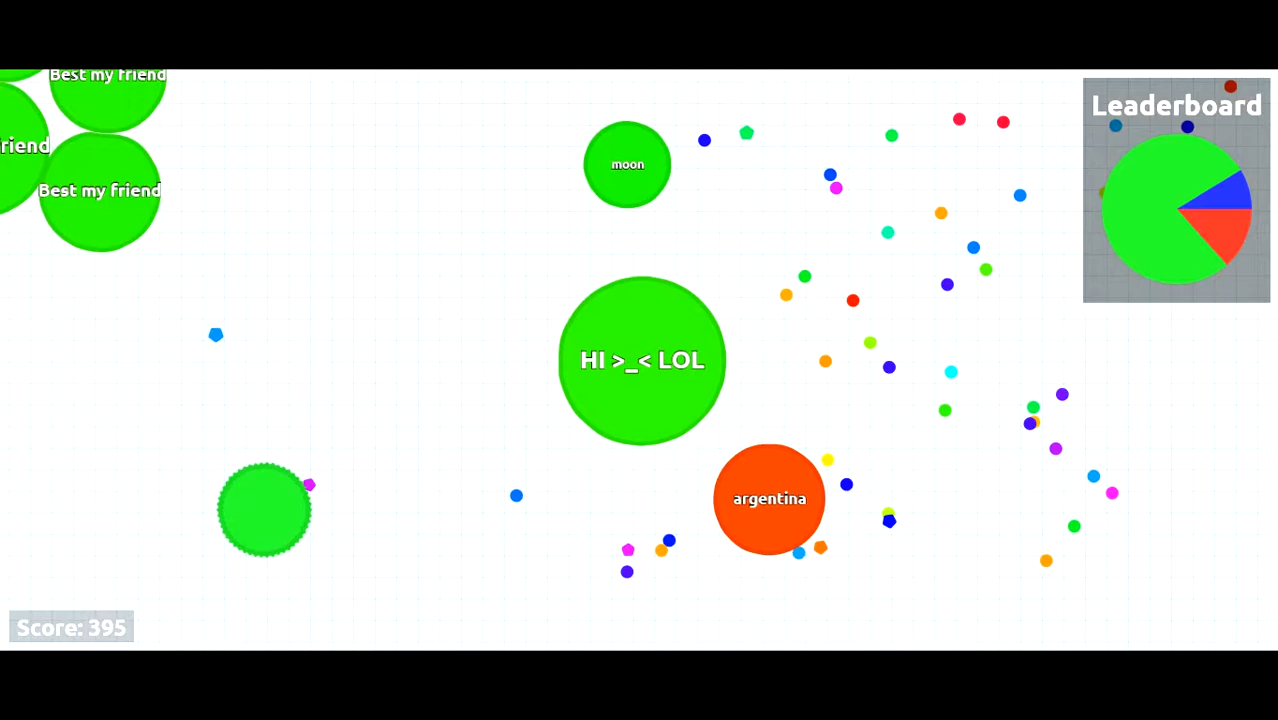 Best my friend
Leaderboard
riend
moon
Best my friend
HI >_< LOL
argentina
Score: 395